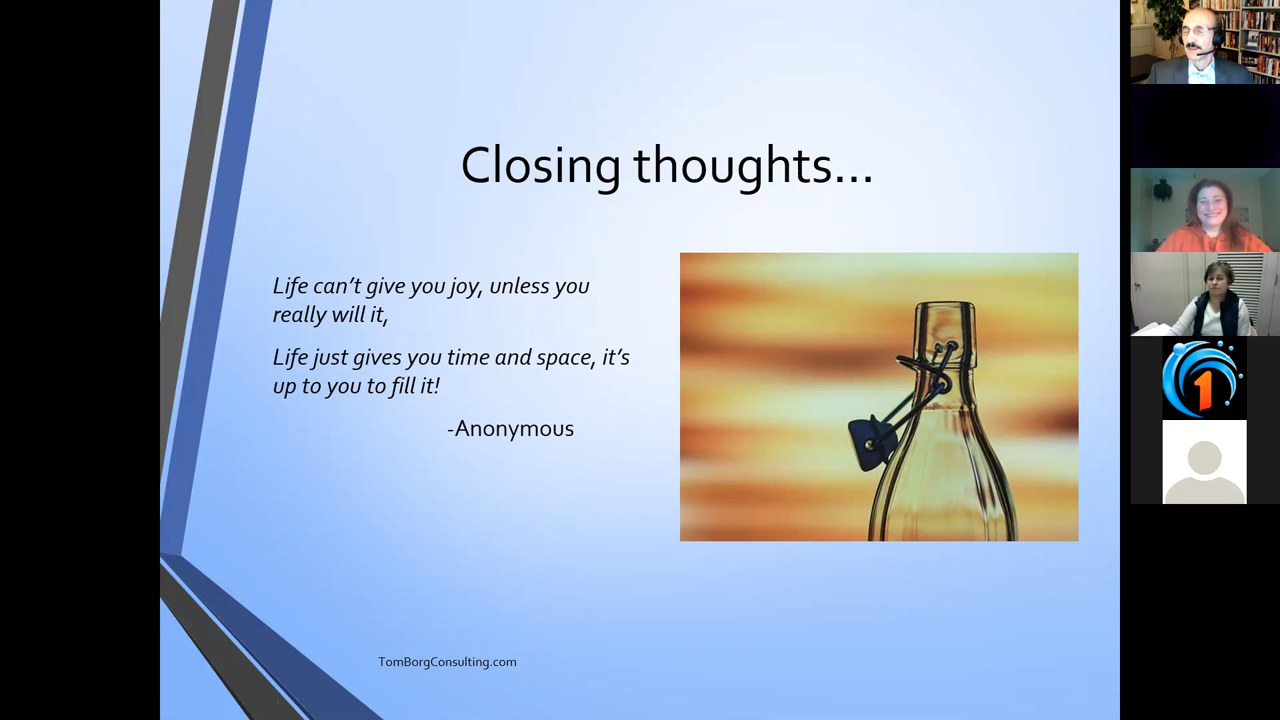 Closing thoughts...
Life can’t give you joy, unless you
really will it,
Life just gives you time and space, it’s
up to you to fill it!
-Anonymous
TomBorgConsulting.com
1